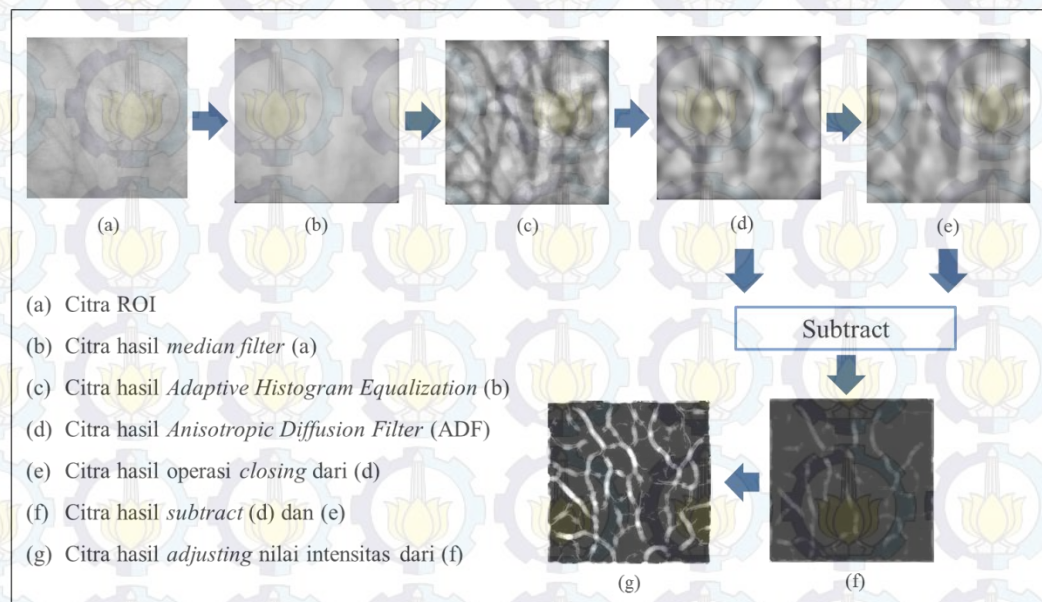 (a)
(b)
(c)
(d)
(e)
Subtract
(a) Citra ROI
(b) Citra hasil median filter (a)
(c) Citra hasil Adaptive Histogram Equalization (b)
(d) Citra hasil Anisotropic Diffusion Filter (ADF)
(e) Citra hasil operasi closing dari (d)
(f) Citra hasil subtract (d) dan (e)
(g) Citra hasil adjusting nilai intensitas dari (f)
(g)
(f)